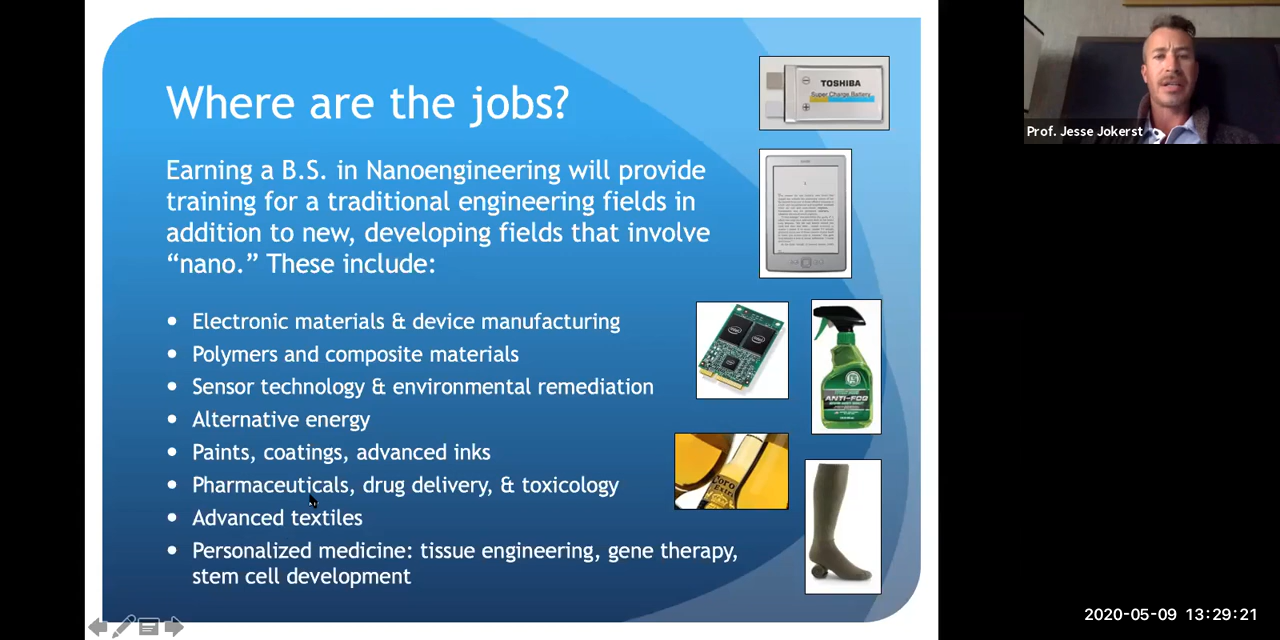 Where are the jobs?
Earning a B.S. in Nanoengineering will provide
training for a traditional engineering fields in
addition to new, developing fields that involve
“nano.” These include:
• Electronic materials & device manufacturing
• Polymers and composite materials
• Sensor technology & environmental remediation
• Alternative energy
• Paints, coatings, advanced inks
• Pharmaceuticals, drug delivery, & toxicology
• Advanced textiles
• Personalized medicine: tissue engineering, gene therapy,
stem cell development
TOSHIBA
Super Charge Battery
intel
intel
ANTI-FOG
Prof. Jesse Jokerst
2020-05-09 13:29:21